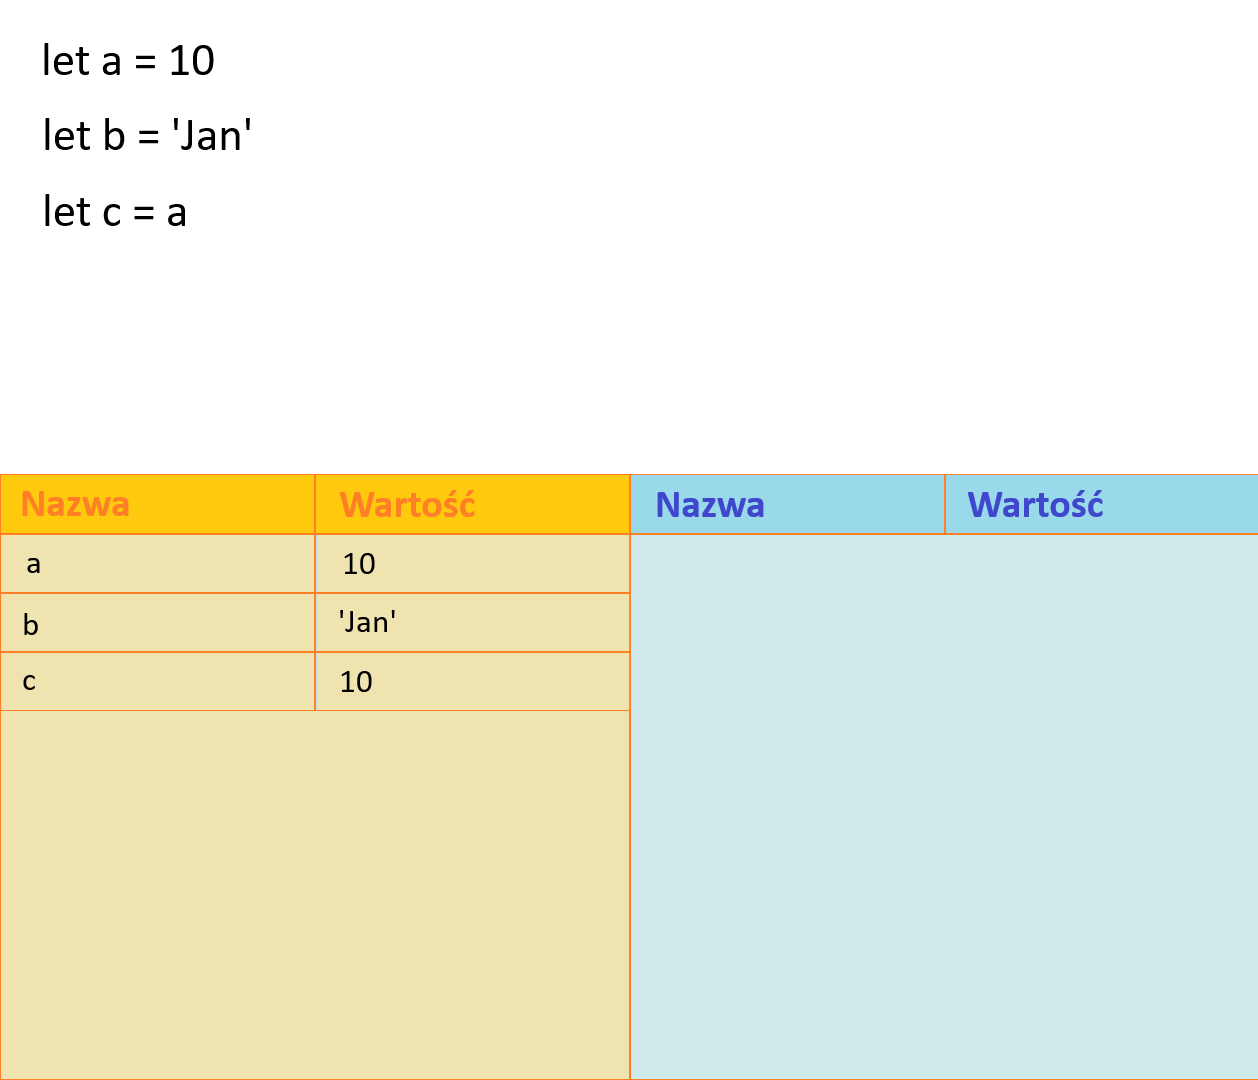 let a = 10
let b = 'Jan'
let c = a
Nazwa Wartość Nazwa Wartość
a 10
b 'Jan'
c 10